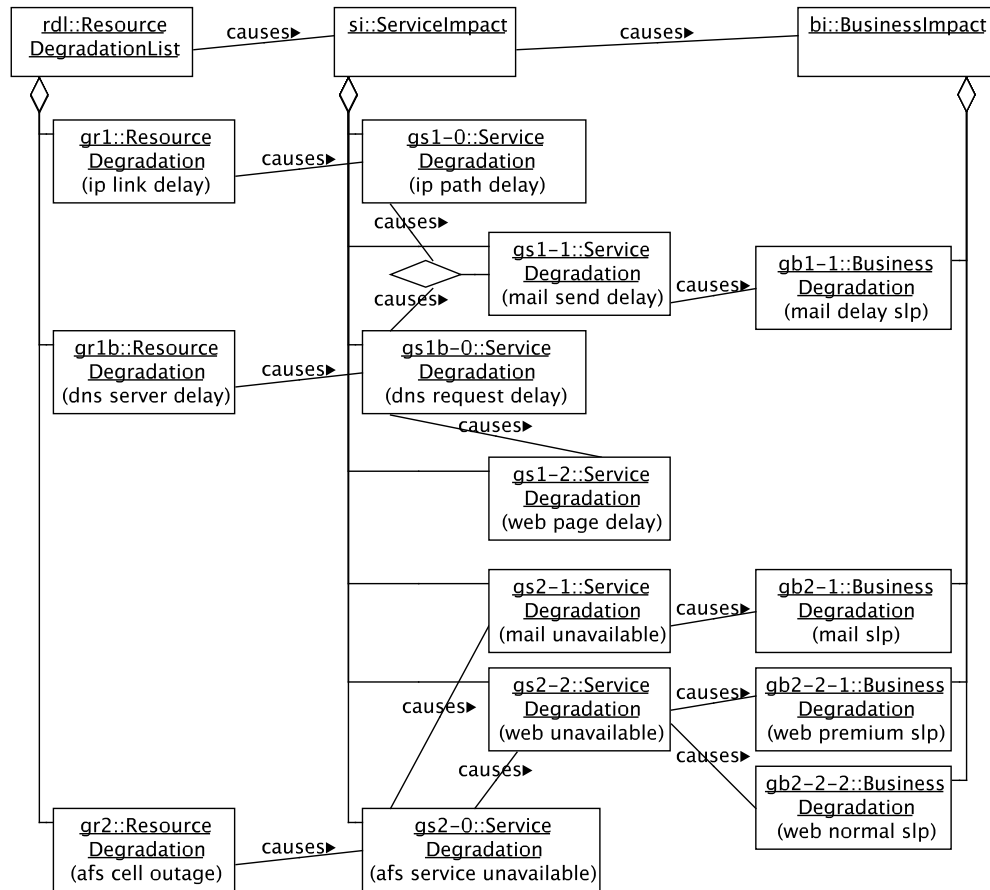 rdl::Resource
DegradationList
causes▶
si::ServiceImpact
causes▶
bi::BusinessImpact
gr1::Resource
Degradation
(ip link delay)
causes▶
gs1-0::Service
Degradation
(ip path delay)
causes▶
gs1-1::Service
Degradation
(mail send delay)
causes▶
gb1-1::Business
Degradation
(mail delay slp)
causes▶
gr1b::Resource
Degradation
(dns server delay)
causes▶
gs1b-0::Service
Degradation
(dns request delay)
causes▶
gs1-2::Service
Degradation
(web page delay)
gs2-1::Service
Degradation
(mail unavailable)
causes▶
gb2-1::Business
Degradation
(mail slp)
causes▶
gs2-2::Service
Degradation
(web unavailable)
causes▶
gb2-2-1::Business
Degradation
(web premium slp)
causes▶
causes▶
gb2-2-2::Business
Degradation
(web normal slp)
gr2::Resource
Degradation
(afs cell outage)
causes▶
gs2-0::Service
Degradation
(afs service unavailable)